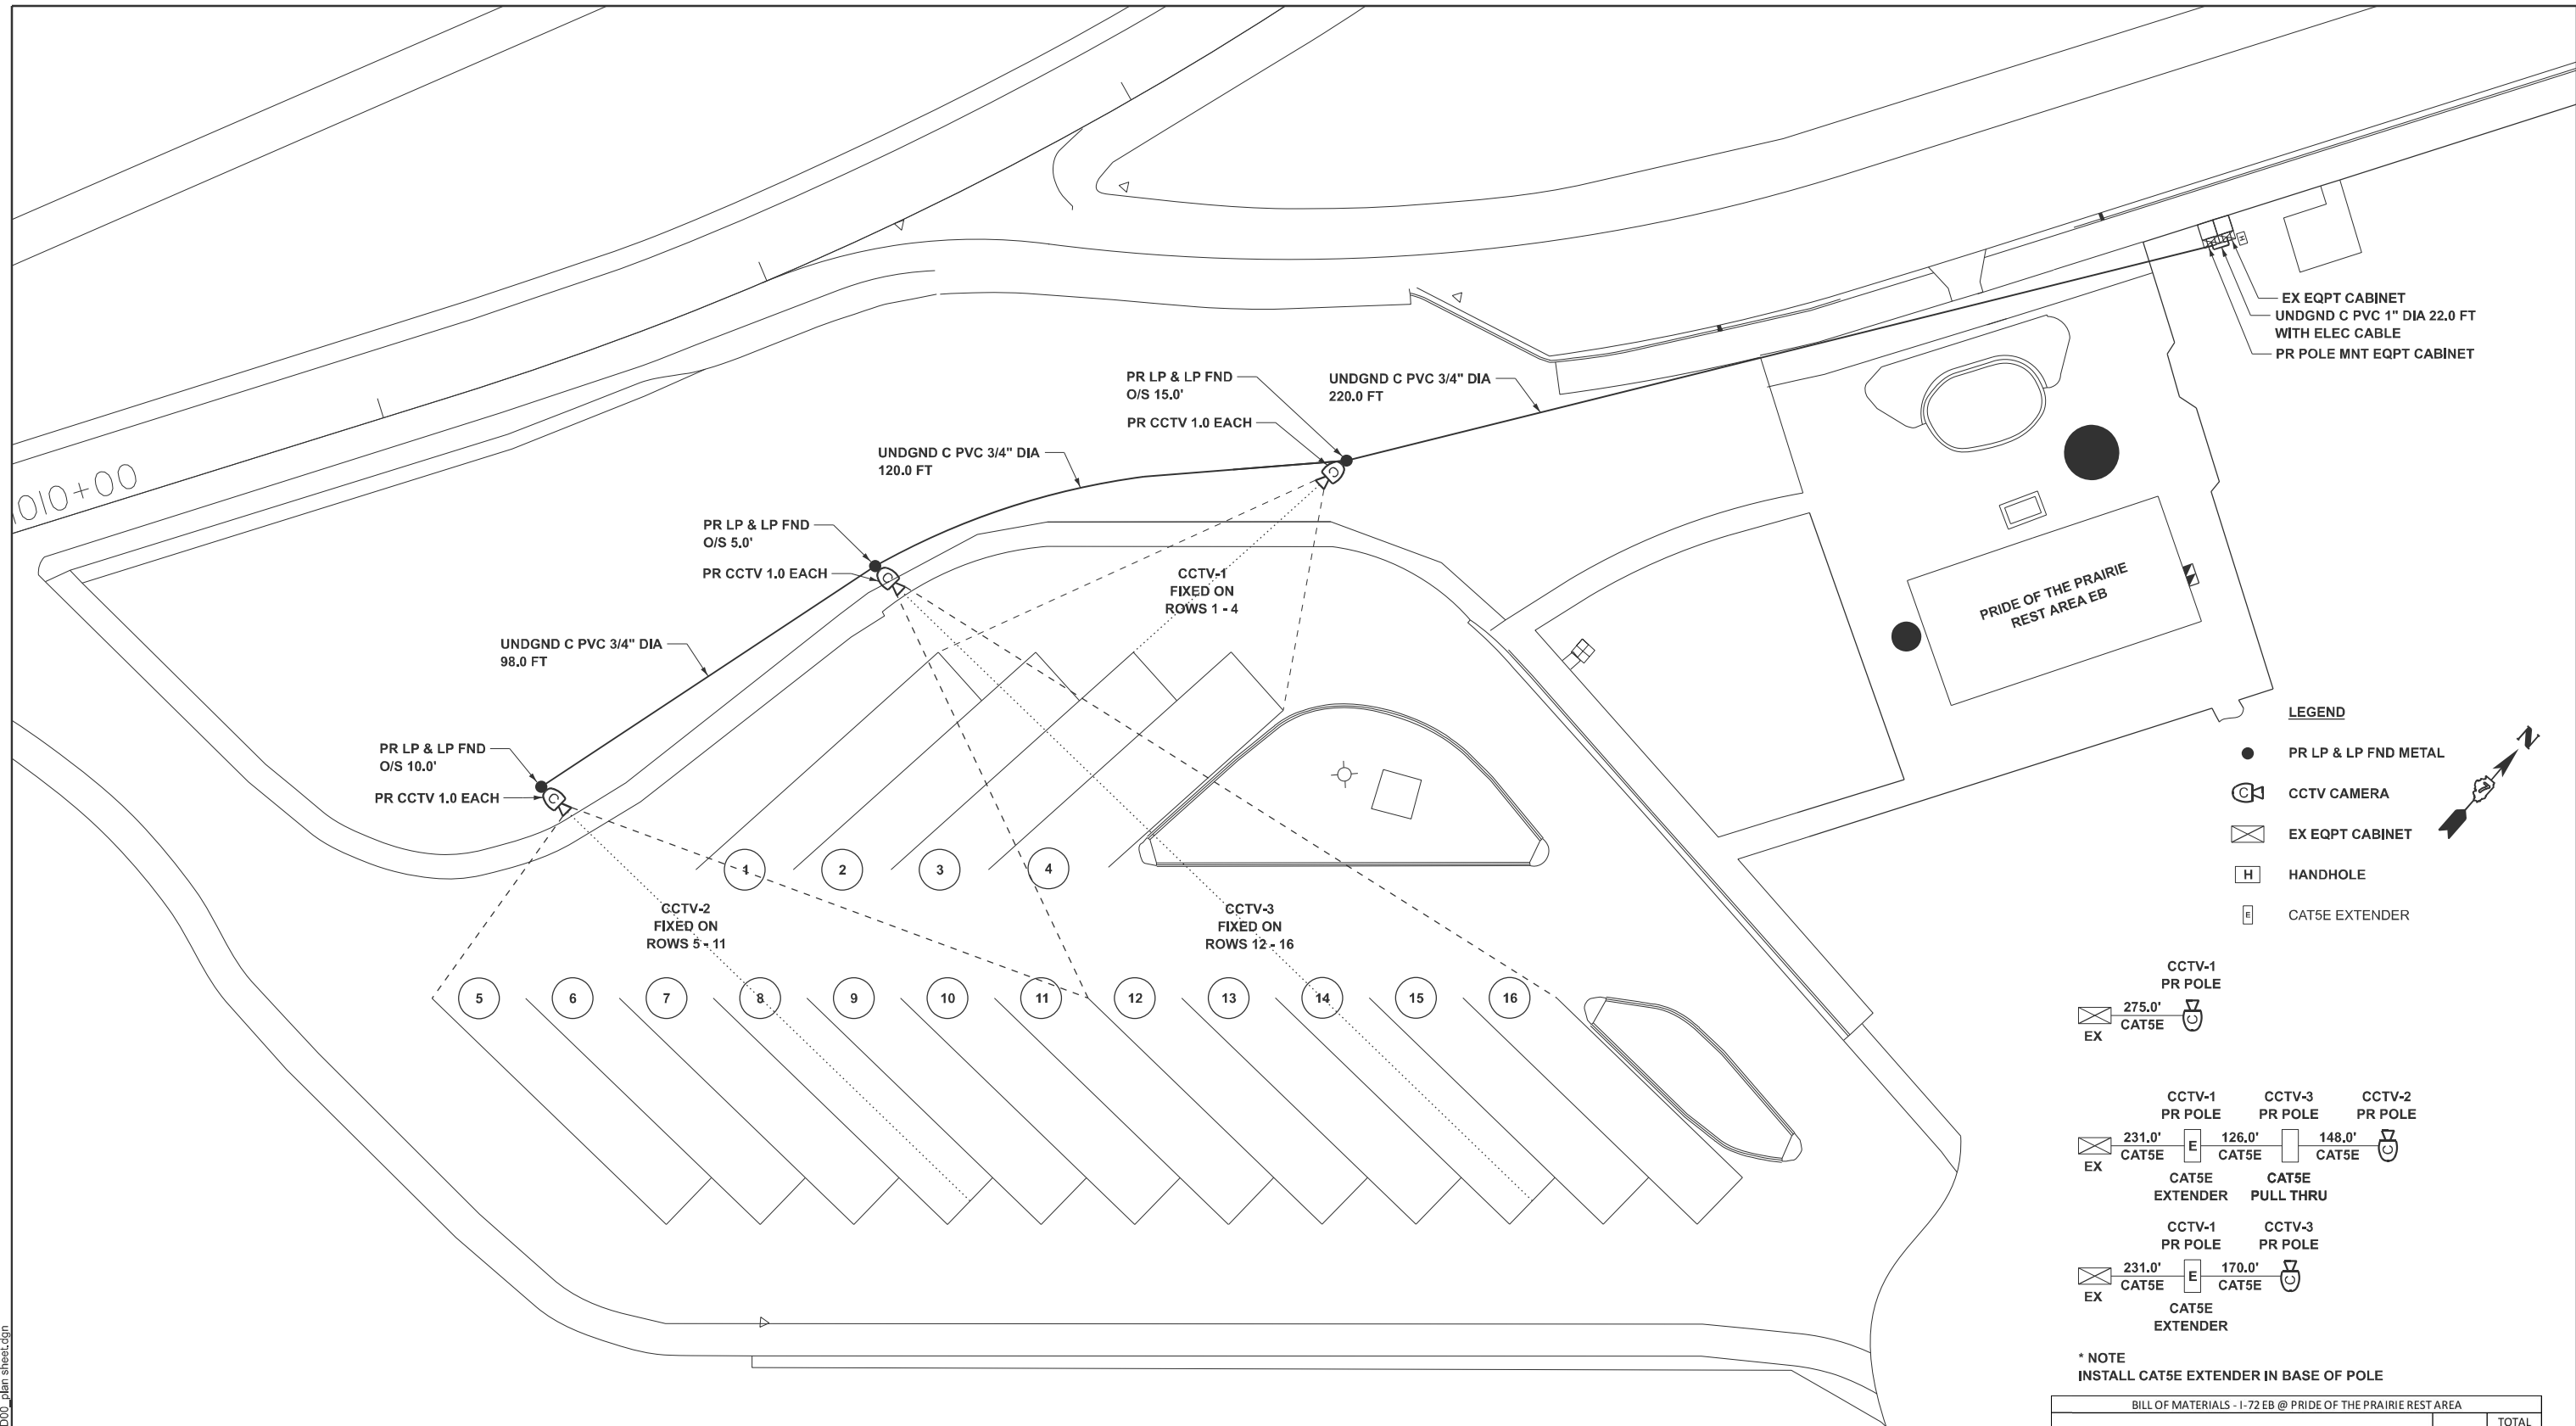 EX EQPT CABINET
UNDGND C PVC 1" DIA 22.0 FT
WITH ELEC CABLE
PR POLE MNT EQPT CABINET
H
PR LP & LP FND
O/S 15.0'
PR CCTV 1.0 EACH
UNDGND C PVC 3/4" DIA
220.0 FT
UNDGND C PVC 3/4" DIA
120.0 FT
C
1010+00
PR LP & LP FND
O/S 5.0'
PR CCTV 1.0 EACH
C
CCTV-1
FIXED ON
ROWS 1 - 4
PRIDE OF THE PRAIRIE
REST AREA EB
UNDGND C PVC 3/4" DIA
98.0 FT
PR LP & LP FND
O/S 10.0'
PR CCTV 1.0 EACH
C
1
2
3
4
CCTV-2
FIXED ON
ROWS 5 - 11
CCTV-3
FIXED ON
ROWS 12 - 16
5
6
7
8
9
10
11
12
13
14
15
16
LEGEND
N
PR LP & LP FND METAL
C
CCTV CAMERA
EX EQPT CABINET
H
HANDHOLE
E
CAT5E EXTENDER
CCTV-1
PR POLE
275.0'
CAT5E
C
EX
CCTV-1 CCTV-3 CCTV-2
PR POLE PR POLE PR POLE
231.0' 126.0' 148.0'
E
C
CAT5E CAT5E CAT5E
EX
CAT5E CAT5E
EXTENDER PULL THRU
CCTV-1 CCTV-3
PR POLE PR POLE
231.0' 170.0'
E
C
CAT5E CAT5E
EX
CAT5E
EXTENDER
* NOTE
INSTALL CAT5E EXTENDER IN BASE OF POLE
BILL OF MATERIALS - I-72 EB @ PRIDE OF THE PRAIRIE REST AREA
TOTAL
plan sheet.dgn